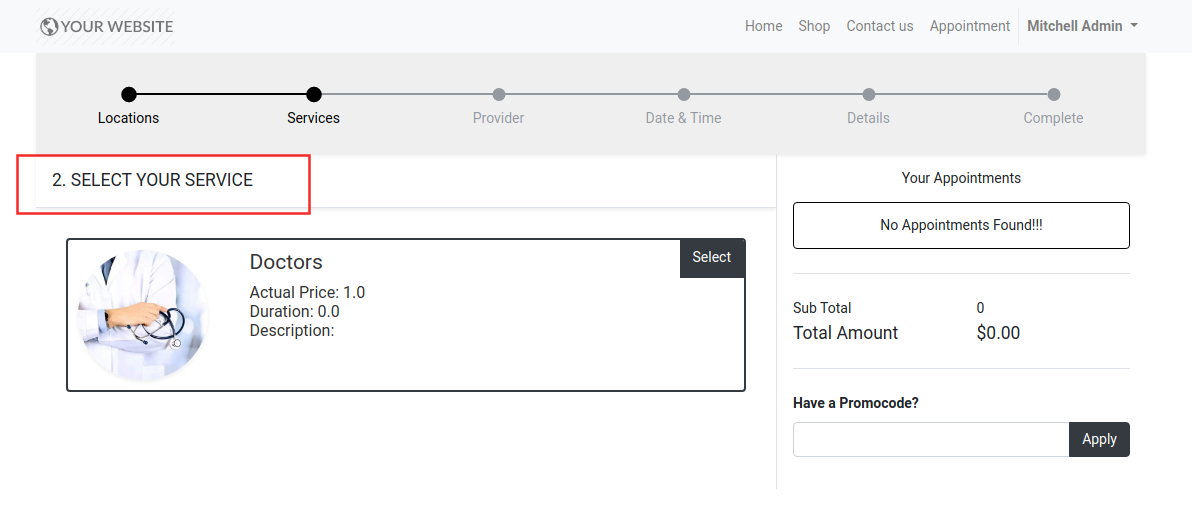 YOUR WEBSITE
Home Shop Contact us Appointment Mitchell Admin
Locations Services Provider Date & Time Details Complete
2. SELECT YOUR SERVICE
Doctors
Select
Actual Price: 1.0
Duration: 0.0
Description:
Your Appointments
No Appointments Found!!!
Sub Total 0
Total Amount $0.00
Have a Promocode?
Apply